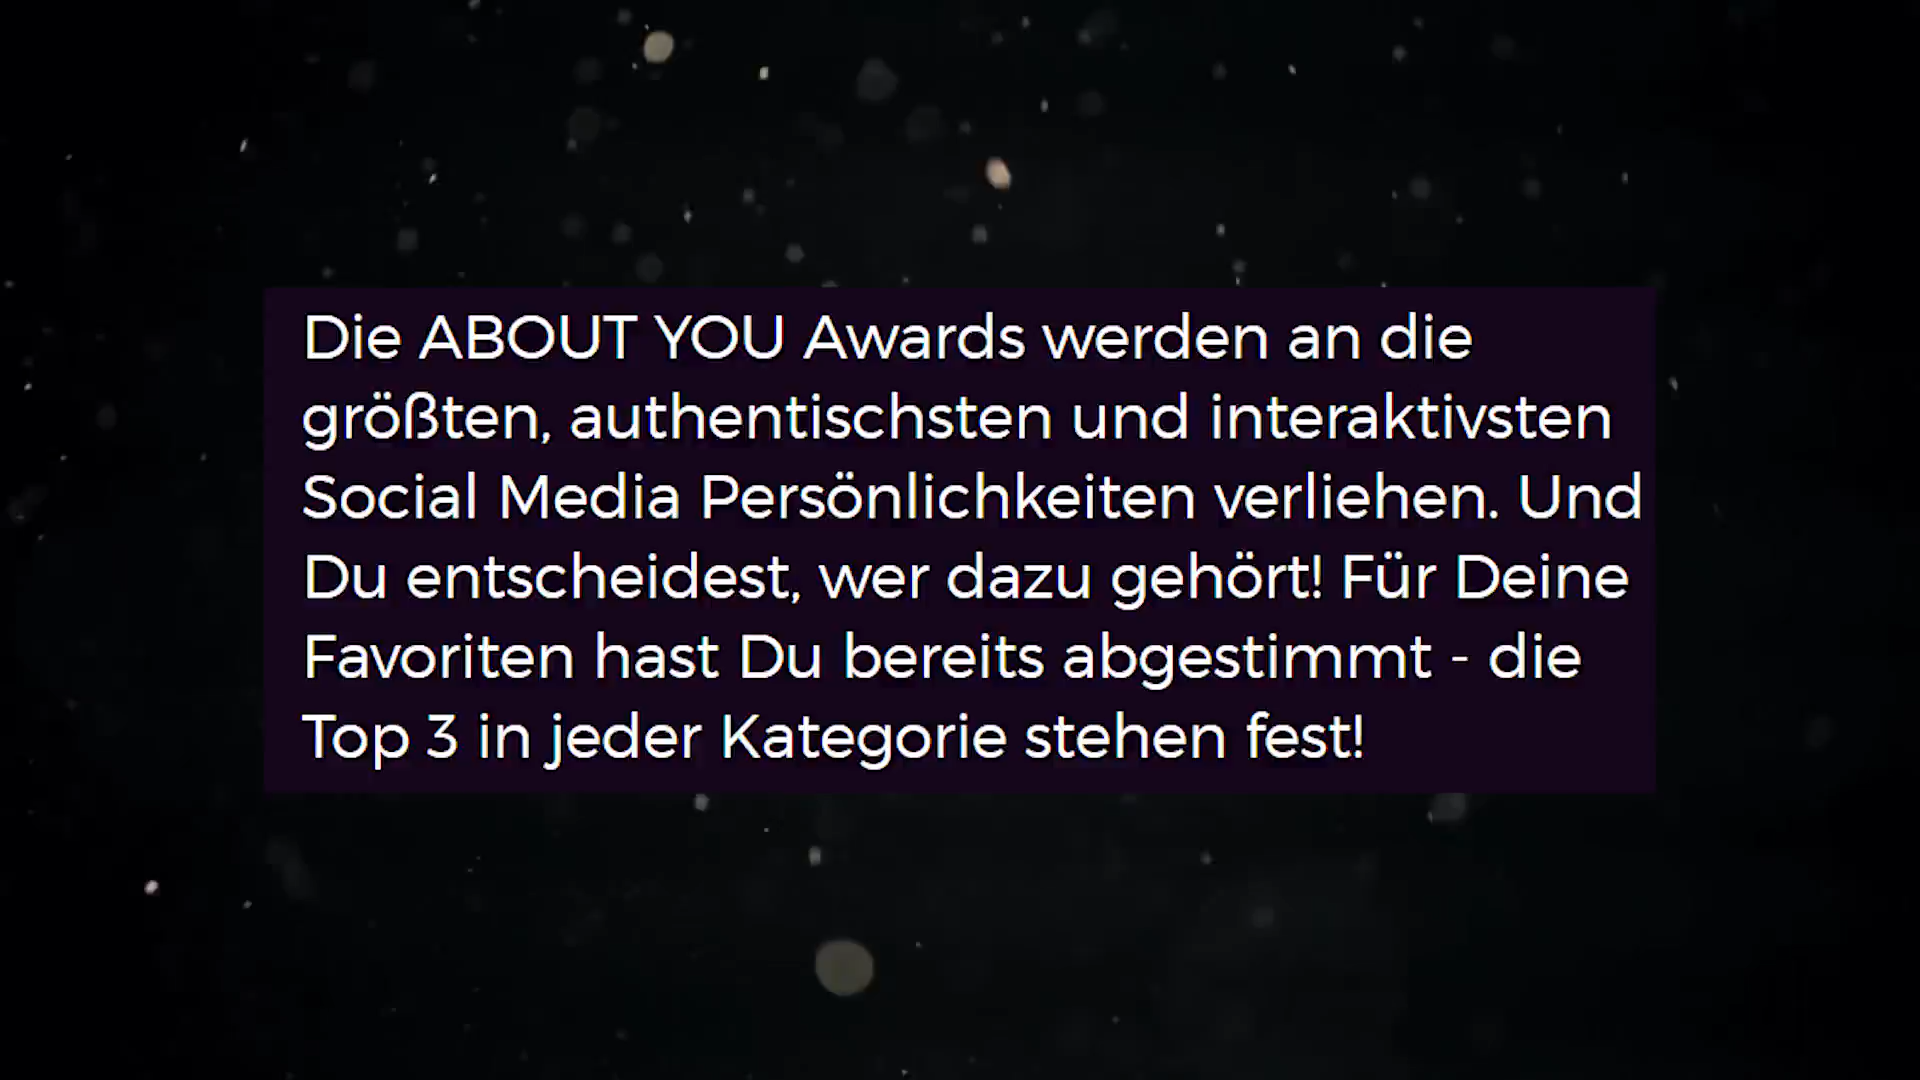 Die ABOUT YOU Awards werden an die
größten, authentischsten und interaktivsten
Social Media Persönlichkeiten verliehen. Und
Du entscheidest, wer dazu gehört! Für Deine
Favoriten hast Du bereits abgestimmt - die
Top 3 in jeder Kategorie stehen fest!